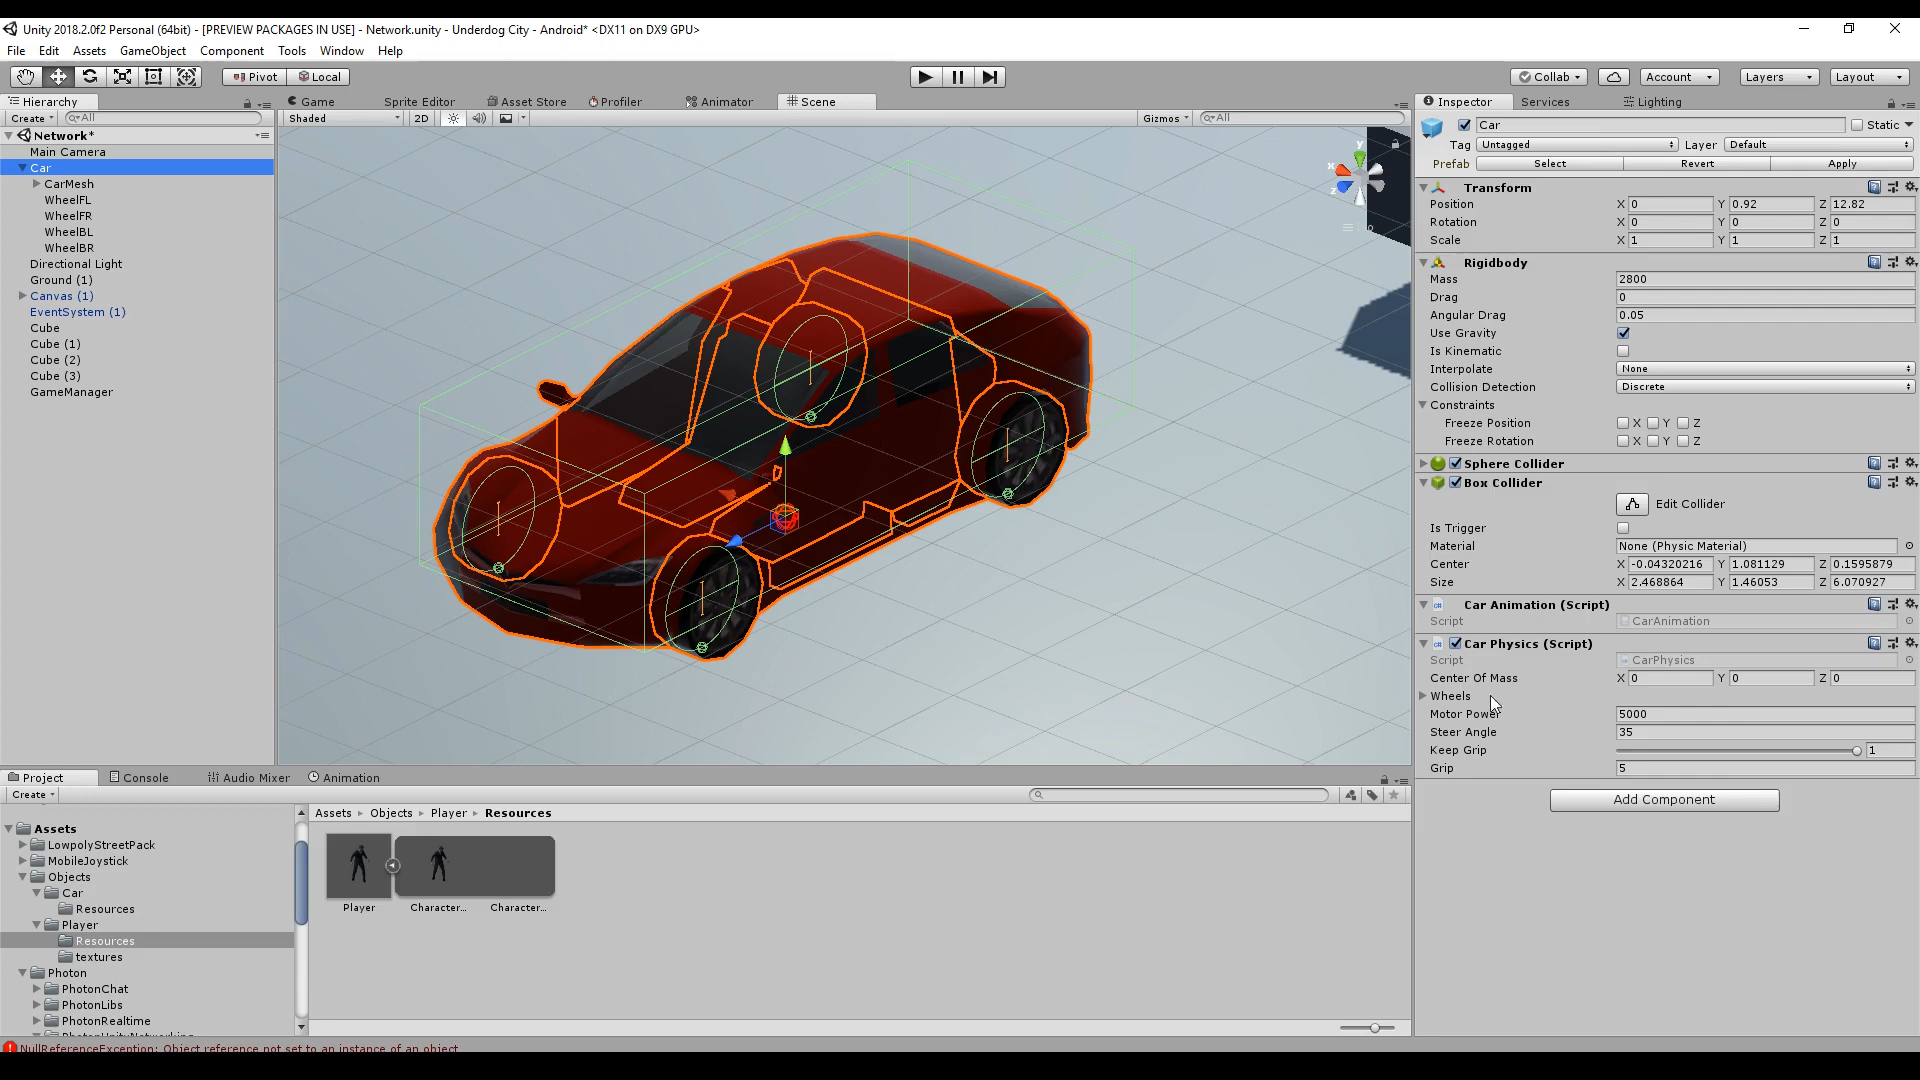 Unity 2018.2.0f2 Personal (64bit) - [PREVIEW PACKAGES IN USE] - Network.unity - Underdog City - Android* <DX11 on DX9 GPU>
File Edit Assets GameObject Component Tools Window Help
Pivot Local Collab Account Layers Layout
Hierarchy
Create All
Network*
Main Camera
Car
CarMesh
WheelFL
WheelFR
WheelBL
WheelBR
Directional Light
Ground (1)
Canvas (1)
EventSystem (1)
Cube
Cube (1)
Cube (2)
Cube (3)
GameManager
Game Sprite Editor Asset Store Profiler Animator Scene
Shaded 2D Gizmos All
y
x
z
Inspector Services Lighting
Car Static
Tag Untagged Layer Default
Prefab Select Revert Apply
Transform
Position X 0 Y 0.92 Z 12.82
Rotation X 0 Y 0 Z 0
Scale X 1 Y 1 Z 1
Rigidbody
Mass 2800
Drag 0
Angular Drag 0.05
Use Gravity
Is Kinematic
Interpolate None
Collision Detection Discrete
Constraints
Freeze Position X Y Z
Freeze Rotation X Y Z
Sphere Collider
Box Collider
Edit Collider
Is Trigger
Material None (Physic Material)
Center X -0.04320216 Y 1.081129 Z 0.1595879
Size X 2.468864 Y 1.46053 Z 6.070927
Car Animation (Script)
Script CarAnimation
Car Physics (Script)
Script CarPhysics
Center Of Mass X 0 Y 0 Z 0
Wheels
Motor Power 5000
Steer Angle 35
Keep Grip 1
Grip 5
Add Component
Project Console Audio Mixer Animation
Create
Assets
LowpolyStreetPack
MobileJoystick
Objects
Car
Resources
Player
Resources
textures
Photon
PhotonChat
PhotonLibs
PhotonRealtime
PhotonUnityNetworking
Assets Objects Player Resources
Player Character... Character...
NullReferenceException: Object reference not set to an instance of an object